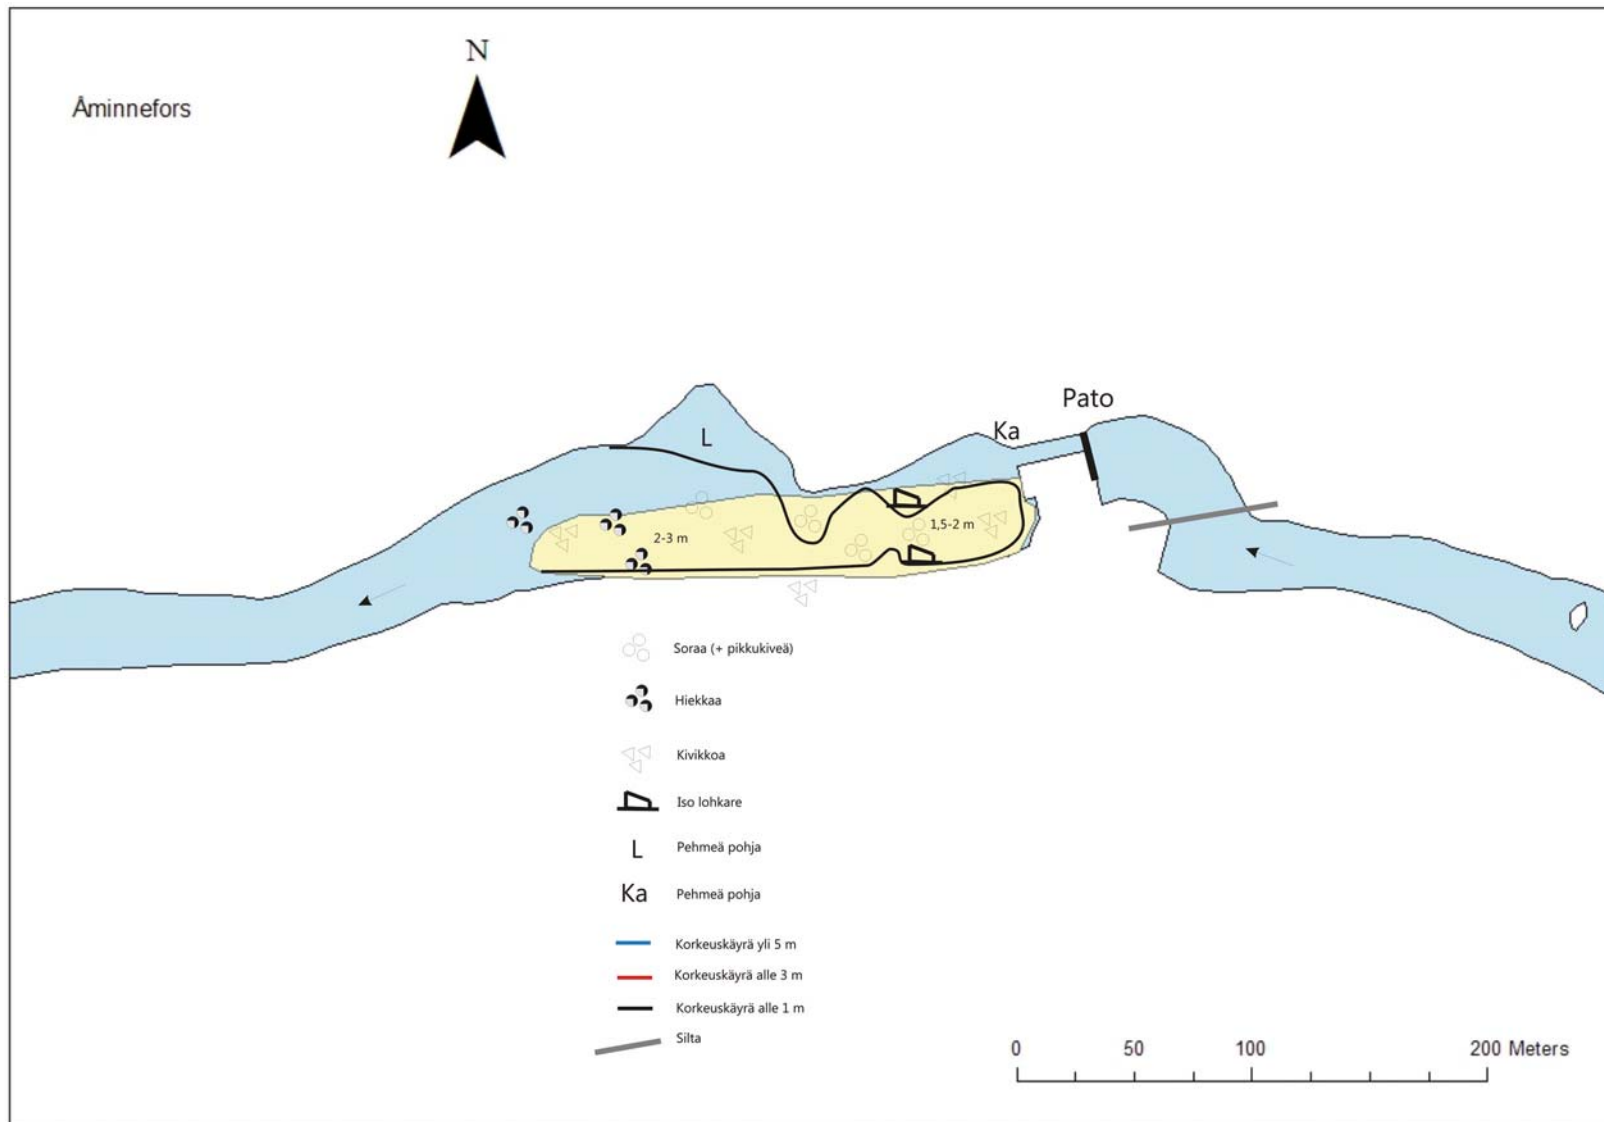 N
Åminnefors
Pato
Ka
L
1,5-2 m
2-3 m
Soraa (+ pikkukiveä)
Hiekkaa
Kivikkoa
Iso lohkare
L Pehmeä pohja
Ka Pehmeä pohja
Korkeuskäyrä yli 5 m
Korkeuskäyrä alle 3 m
Korkeuskäyrä alle 1 m
Silta
0 50 100 200 Meters